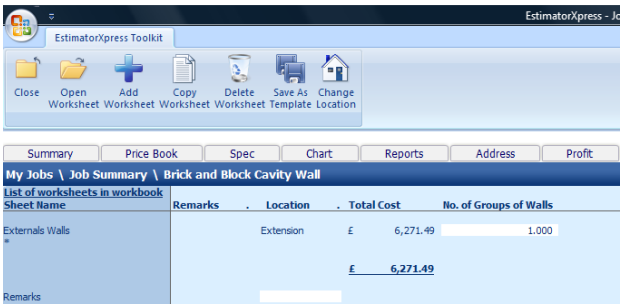 EstimatorXpress - Jo
EstimatorXpress Toolkit
Close Open Worksheet Add Worksheet Copy Worksheet Delete Worksheet Save As Template Change Location
Summary Price Book Spec Chart Reports Address Profit
My Jobs \ Job Summary \ Brick and Block Cavity Wall
List of worksheets in workbook
Sheet Name Remarks . Location . Total Cost No. of Groups of Walls
Externals Walls Extension £ 6,271.49 1.000
*
£ 6,271.49
Remarks